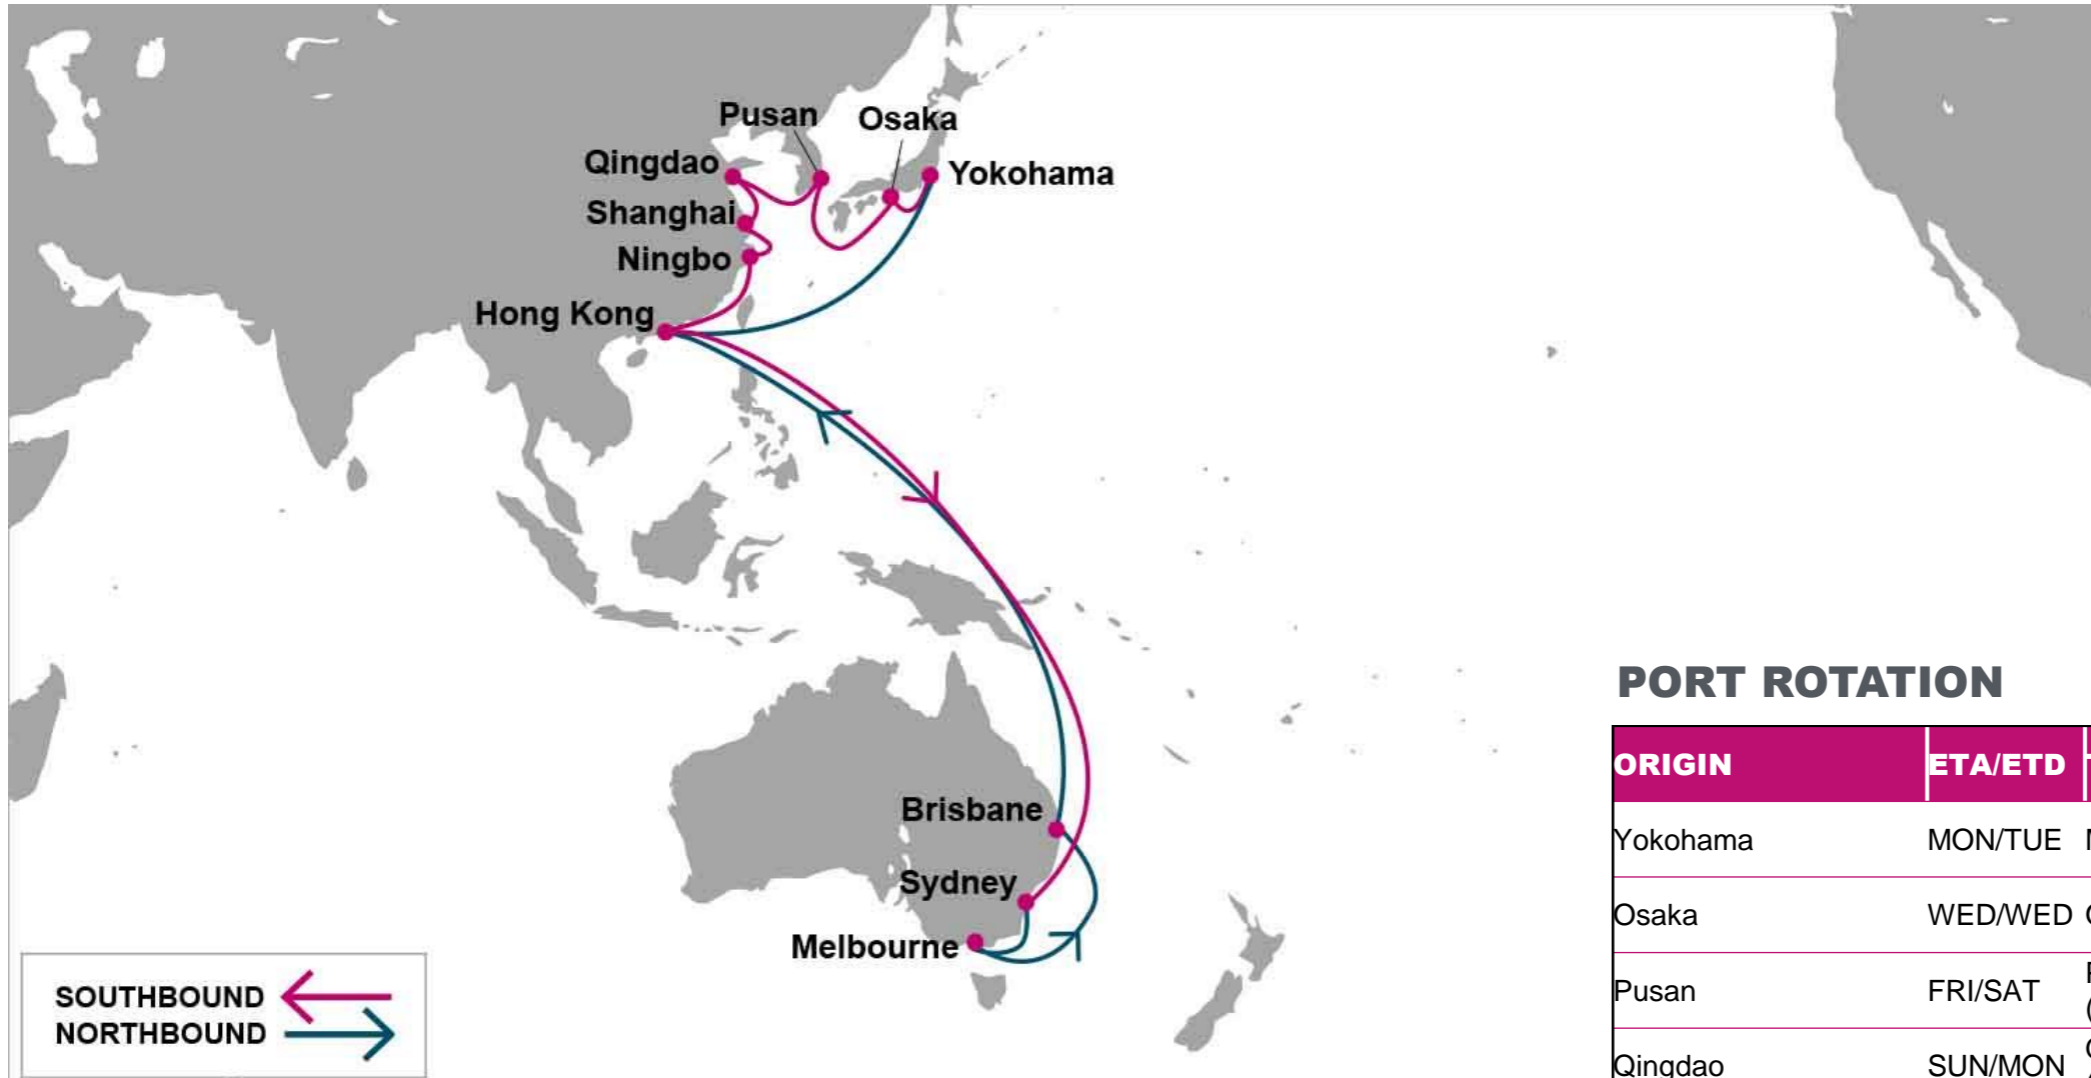 Pusan
Osaka
Qingdao
Yokohama
Shanghai
Ningbo
Hong Kong
Brisbane
Sydney
Melbourne
SOUTHBOUND
NORTHBOUND
PORT ROTATION
ORIGIN ETA/ETD
Yokohama MON/TUE
Osaka WED/WED
Pusan FRI/SAT
Qingdao SUN/MON